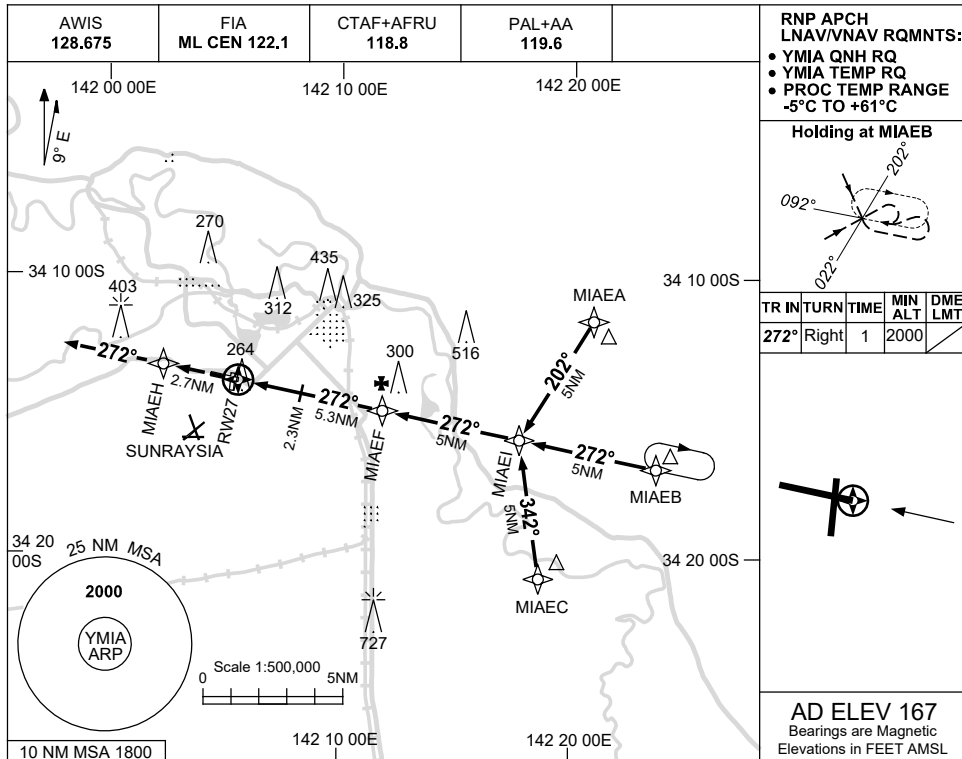 AWIS
128.675
FIA
ML CEN 122.1
CTAF+AFRU
118.8
PAL+AA
119.6
RNP APCH
LNAV/VNAV RQMNTS:
• YMIA QNH RQ
• YMIA TEMP RQ
• PROC TEMP RANGE
-5°C TO +61°C
142 00 00E
142 10 00E
142 20 00E
9° E
Holding at MIAEB
202°
092°
022°
TR IN TURN TIME MIN ALT DME LMT
272° Right 1 2000
34 10 00S
34 10 00S
270
435
403
312
325
516
264
300
MIAEA
202°
5NM
272°
2.7NM
MIAEH
RW27
SUNRAYSIA
2.3NM
272°
5.3NM
MIAEF
272°
5NM
MIAEI
272°
5NM
MIAEB
342°
5NM
MIAEC
34 20
00S
34 20 00S
25 NM MSA
2000
YMIA
ARP
727
Scale 1:500,000
0 5NM
10 NM MSA 1800
142 10 00E
142 20 00E
AD ELEV 167
Bearings are Magnetic
Elevations in FEET AMSL